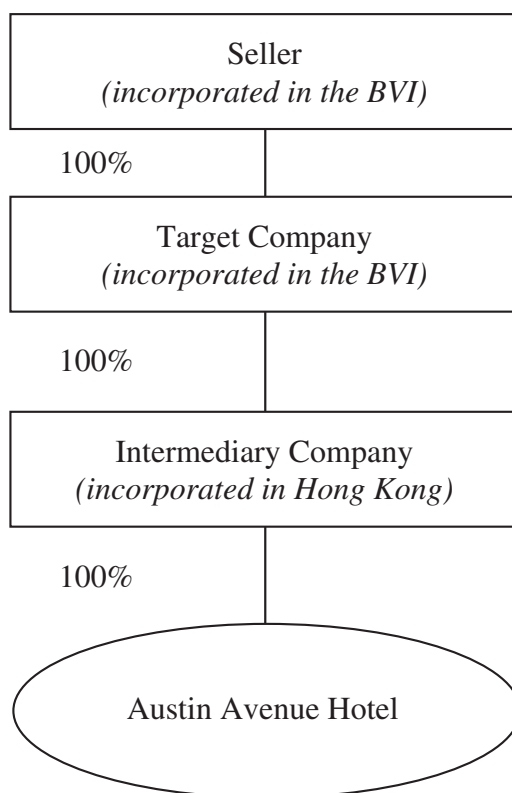 Seller
(incorporated in the BVI)
100%
Target Company
(incorporated in the BVI)
100%
Intermediary Company
(incorporated in Hong Kong)
100%
Austin Avenue Hotel